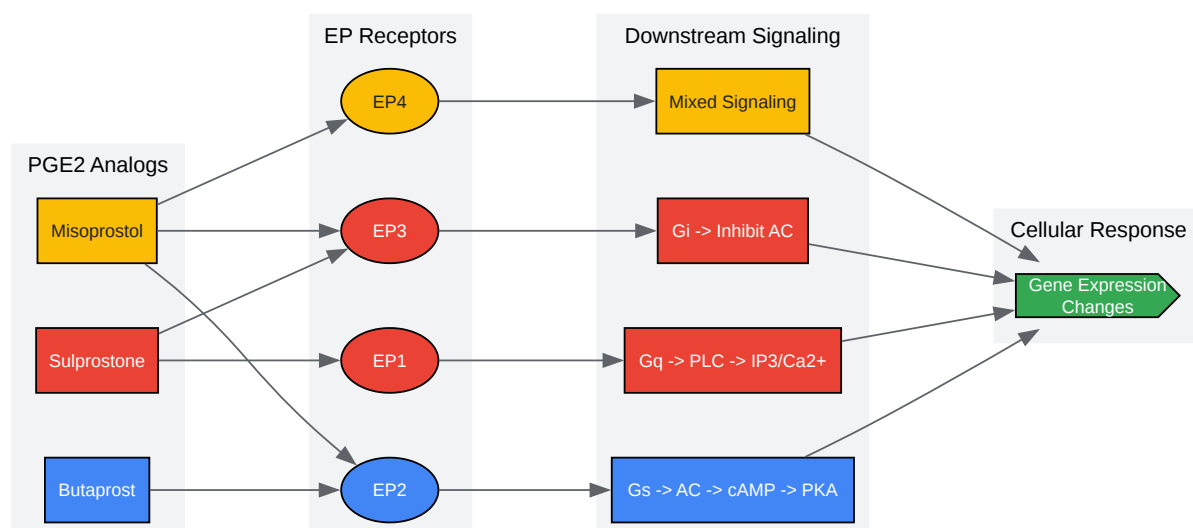 PGE2 Analogs
Misoprostol
Sulprostone
Butaprost
EP Receptors
EP4
EP3
EP1
EP2
Downstream Signaling
Mixed Signaling
Gi -> Inhibit AC
Gq -> PLC -> IP3/Ca2+
Gs -> AC -> cAMP -> PKA
Cellular Response
Gene Expression
Changes